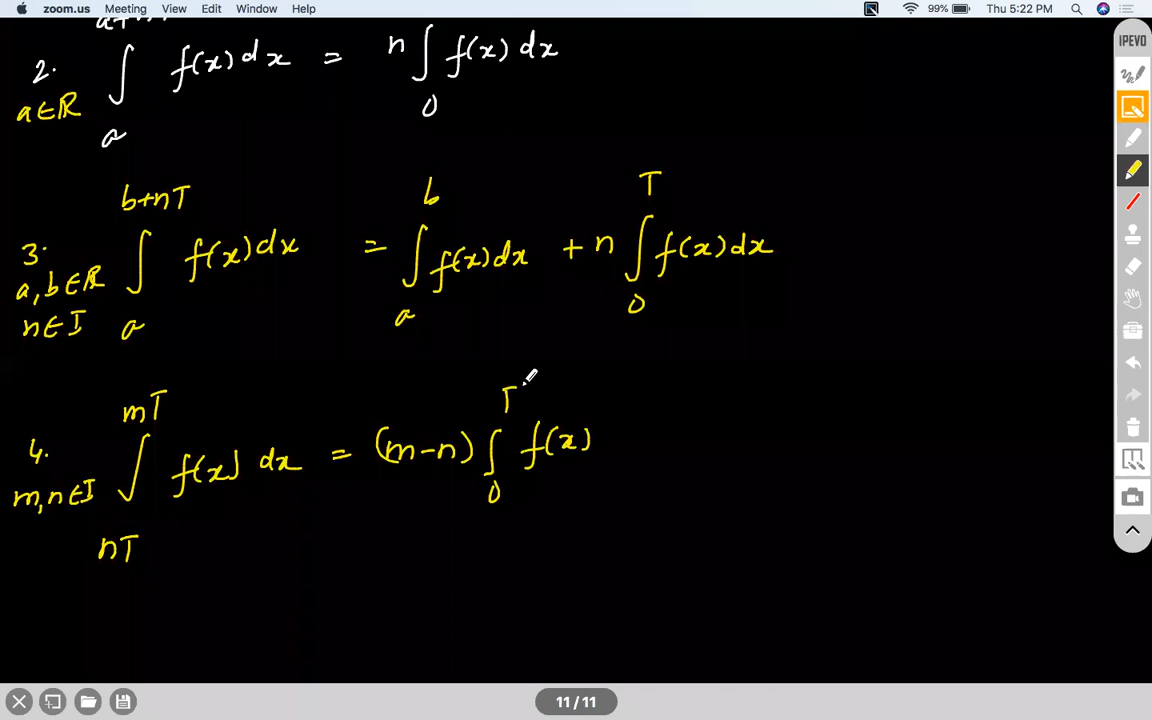 zoom.us Meeting View Edit Window Help 99% Thu 5:22 PM
IPEVO
2. ∫ f(x) dx = n ∫ f(x) dx
a∈R a 0
b+nT b T
3. ∫ f(x) dx = ∫ f(x) dx + n ∫ f(x) dx
a, b∈R
n∈I a a 0
mT T
4. ∫ f(x) dx = (m-n) ∫ f(x)
m, n∈I 0
nT
11 / 11